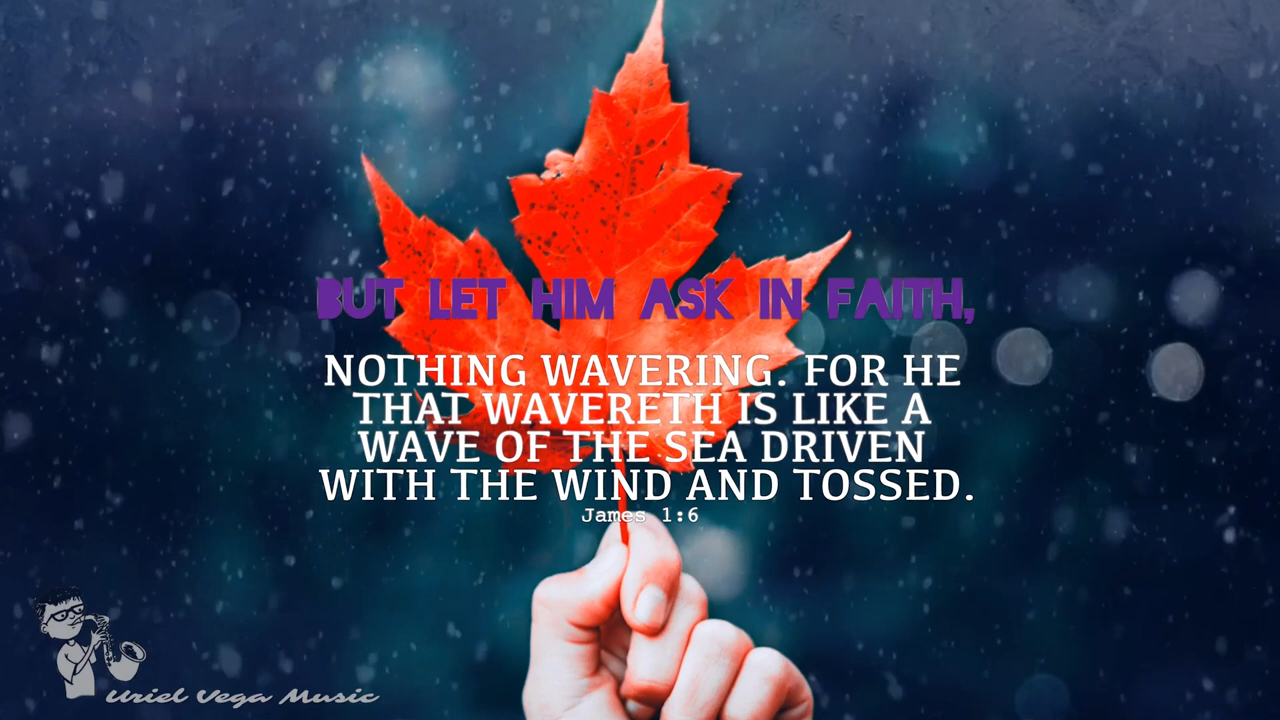 BUT LET HIM ASK IN FAITH,
NOTHING WAVERING. FOR HE
THAT WAVERETH IS LIKE A
WAVE OF THE SEA DRIVEN
WITH THE WIND AND TOSSED.
James 1:6
Uriel Vega Music